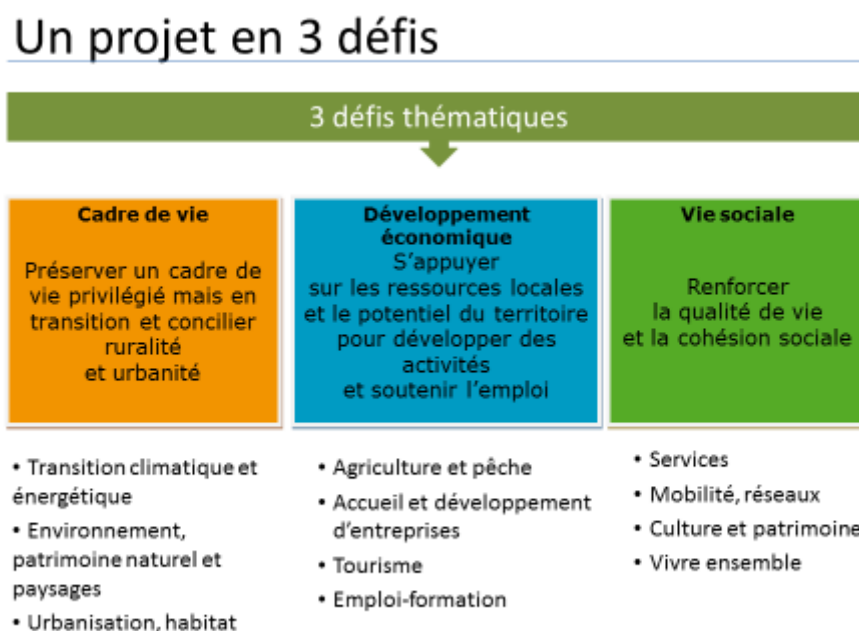 Un projet en 3 défis
3 défis thématiques
Cadre de vie
Préserver un cadre de
vie privilégié mais en
transition et concilier
ruralité
et urbanité
Développement
économique
S'appuyer
sur les ressources locales
et le potentiel du territoire
pour développer des
activités
et soutenir l'emploi
Vie sociale
Renforcer
la qualité de vie
et la cohésion sociale
• Transition climatique et
énergétique
• Environnement,
patrimoine naturel et
paysages
• Urbanisation, habitat
• Agriculture et pêche
• Accueil et développement
d'entreprises
• Tourisme
• Emploi-formation
• Services
• Mobilité, réseaux
• Culture et patrimoine
• Vivre ensemble